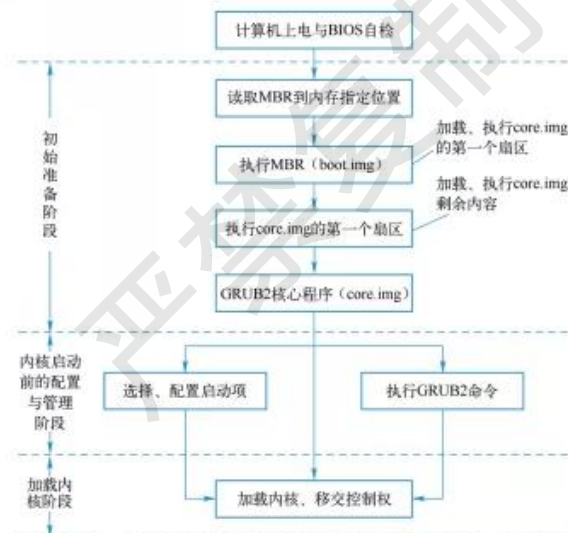 计算机上电与BIOS自检
读取MBR到内存指定位置
初始准备阶段
加载、执行core.img
的第一个扇区
执行MBR（boot.img）
加载、执行core.img
剩余内容
执行core.img的第一个扇区
GRUB2核心程序（core.img）
内核启动
前的配置
与管理
阶段
选择、配置启动项
执行GRUB2命令
加载内
核阶段
加载内核、移交控制权
严禁复制